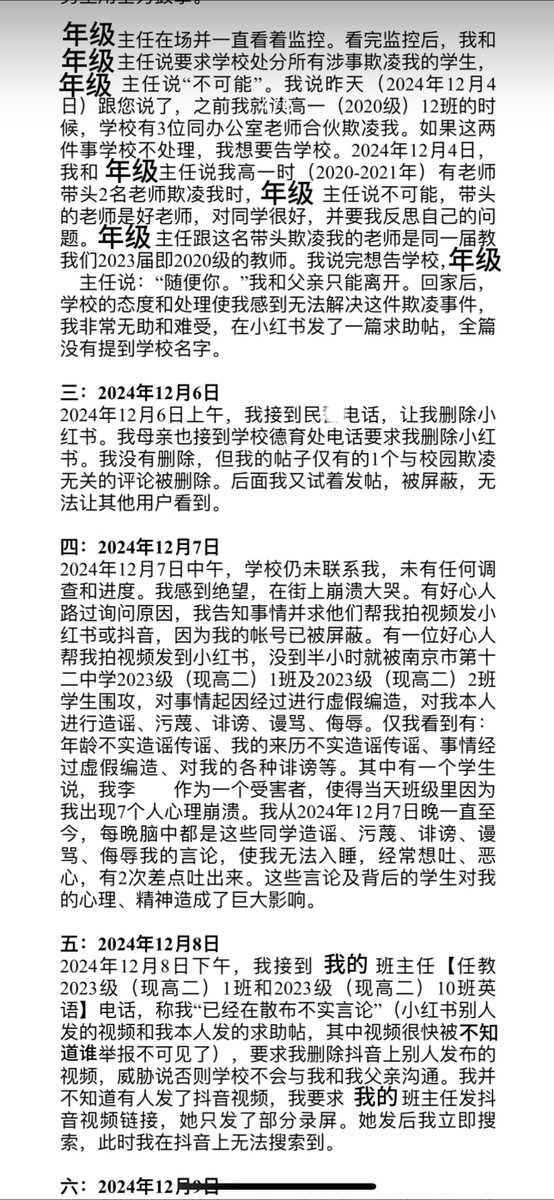 年级主任在场并一直看着监控。看完监控后，我和
年级主任说要求学校处分所有涉事欺凌我的学生，
年级 主任说“不可能”。我说昨天（2024年12月4
日）跟您说了，之前我就读高一（2020级）12班的时
候，学校有3位同办公室老师合伙欺凌我。如果这两
件事学校不处理，我想要告学校。2024年12月4日，
我和 年级主任说我高一时（2020-2021年）有老师
带头2名老师欺凌我时，年级 主任说不可能，带头
的老师是好老师，对同学很好，并要我反思自己的问
题。年级主任跟这名带头欺凌我的老师是同一届教
我们2023届即2020级的教师。我说完想告学校，年级
主任说：“随便你。”我和父亲只能离开。回家后，
学校的态度和处理使我感到无法解决这件欺凌事件，
我非常无助和难受，在小红书发了一篇求助帖，全篇
没有提到学校名字。
三：2024年12月6日
2024年12月6日上午，我接到民 电话，让我删除小
红书。我母亲也接到学校德育处电话要求我删除小红
书。我没有删除，但我的帖子仅有的1个与校园欺凌
无关的评论被删除。后面我又试着发帖，被屏蔽，无
法让其他用户看到。
四：2024年12月7日
2024年12月7日中午，学校仍未联系我，未有任何调
查和进度。我感到绝望，在街上崩溃大哭。有好心人
路过询问原因，我告知事情并求他们帮我拍视频发小
红书或抖音，因为我的帐号已被屏蔽。有一位好心人
帮我拍视频发到小红书，没到半小时就被南京市第十
二中学2023级（现高二）1班及2023级（现高二）2班
学生围攻，对事情起因经过进行虚假编造，对我本人
进行造谣、污蔑、诽谤、谩骂、侮辱。仅我看到有：
年龄不实造谣传谣、我的来历不实造谣传谣、事情经
过虚假编造、对我的各种诽谤等。其中有一个学生
说，我李 作为一个受害者，使得当天班级里因为
我出现7个人心理崩溃。我从2024年12月7日晚一直至
今，每晚脑中都是这些同学造谣、污蔑、诽谤、谩
骂、侮辱我的言论，使我无法入睡，经常想吐、恶
心，有2次差点吐出来。这些言论及背后的学生对我
的心理、精神造成了巨大影响。
五：2024年12月8日
2024年12月8日下午，我接到 我的 班主任【任教
2023级（现高二）1班和2023级（现高二）10班英
语】电话，称我“已经在散布不实言论”（小红书别人
发的视频和我本人发的求助帖，其中视频很快被不知
道谁举报不可见了），要求我删除抖音上别人发布的
视频，威胁说否则学校不会与我和我父亲沟通。我并
不知道有人发了抖音视频，我要求 我的班主任发抖
音视频链接，她只发了部分录屏。她发后我立即搜
索，此时我在抖音上无法搜索到。
六：2024年12月9日